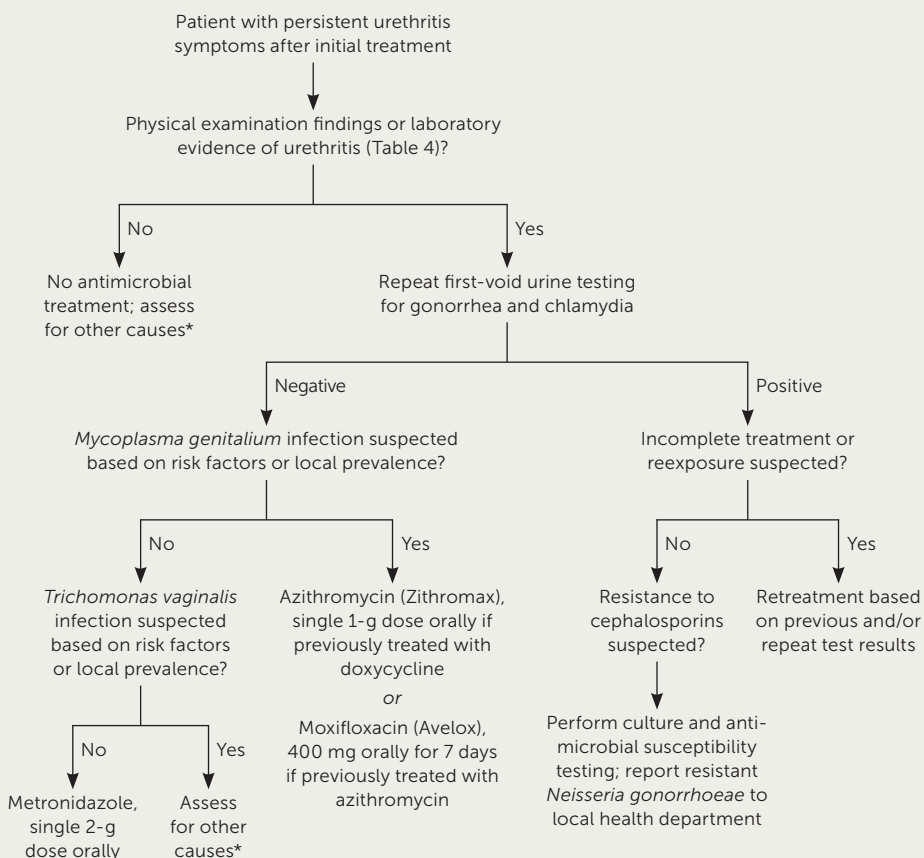 Patient with persistent urethritis
symptoms after initial treatment
Physical examination findings or laboratory
evidence of urethritis (Table 4)?
No
Yes
No antimicrobial
treatment; assess
for other causes*
Repeat first-void urine testing
for gonorrhea and chlamydia
Negative
Positive
Mycoplasma genitalium infection suspected
based on risk factors or local prevalence?
Incomplete treatment or
reexposure suspected?
No
Yes
No
Yes
Trichomonas vaginalis
infection suspected
based on risk factors
or local prevalence?
Azithromycin (Zithromax),
single 1-g dose orally if
previously treated with
doxycycline
or
Moxifloxacin (Avelox),
400 mg orally for 7 days
if previously treated with
azithromycin
Resistance to
cephalosporins
suspected?
Retreatment based
on previous and/or
repeat test results
No
Yes
Perform culture and anti-
microbial susceptibility
testing; report resistant
Neisseria gonorrhoeae to
local health department
Metronidazole,
single 2-g
dose orally
Assess
for other
causes*